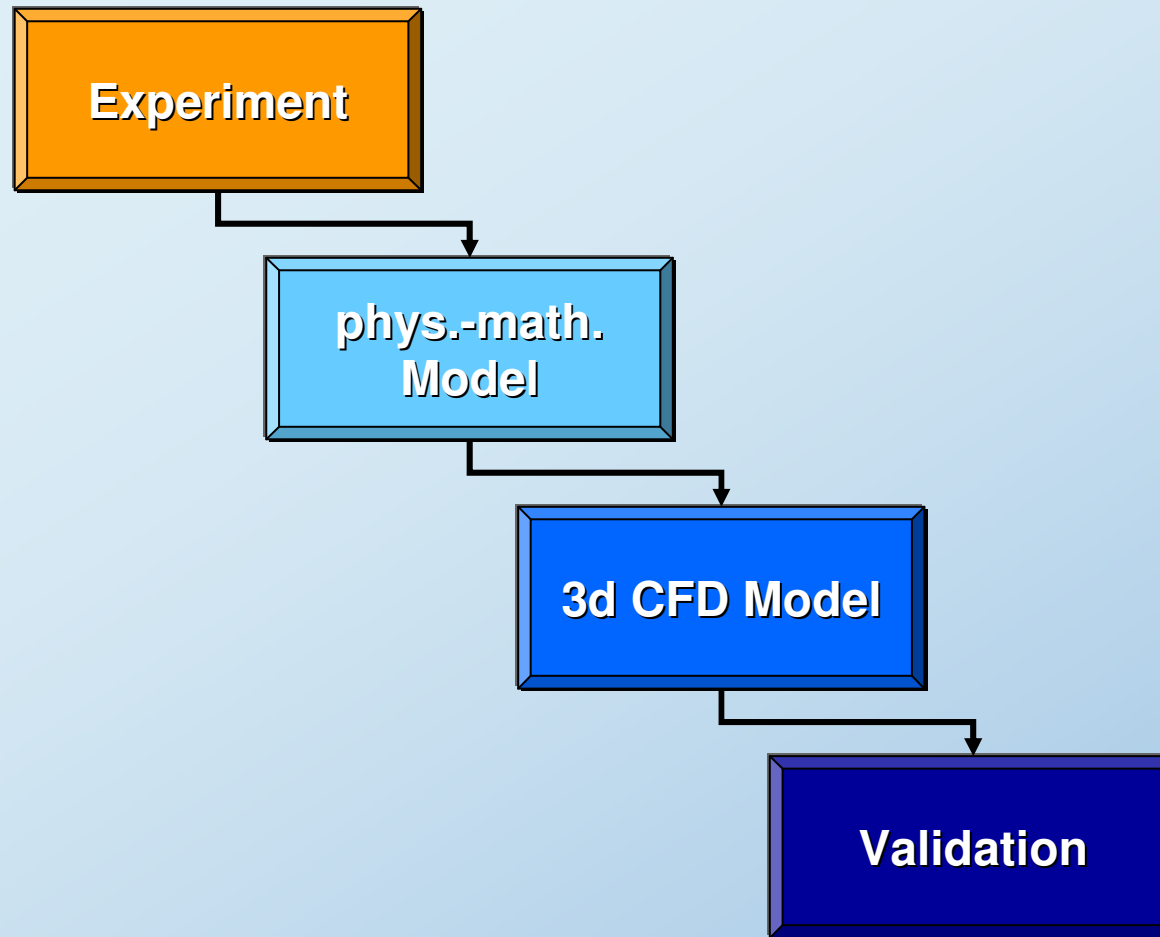 Experiment
phys.-math.
Model
3d CFD Model
Validation